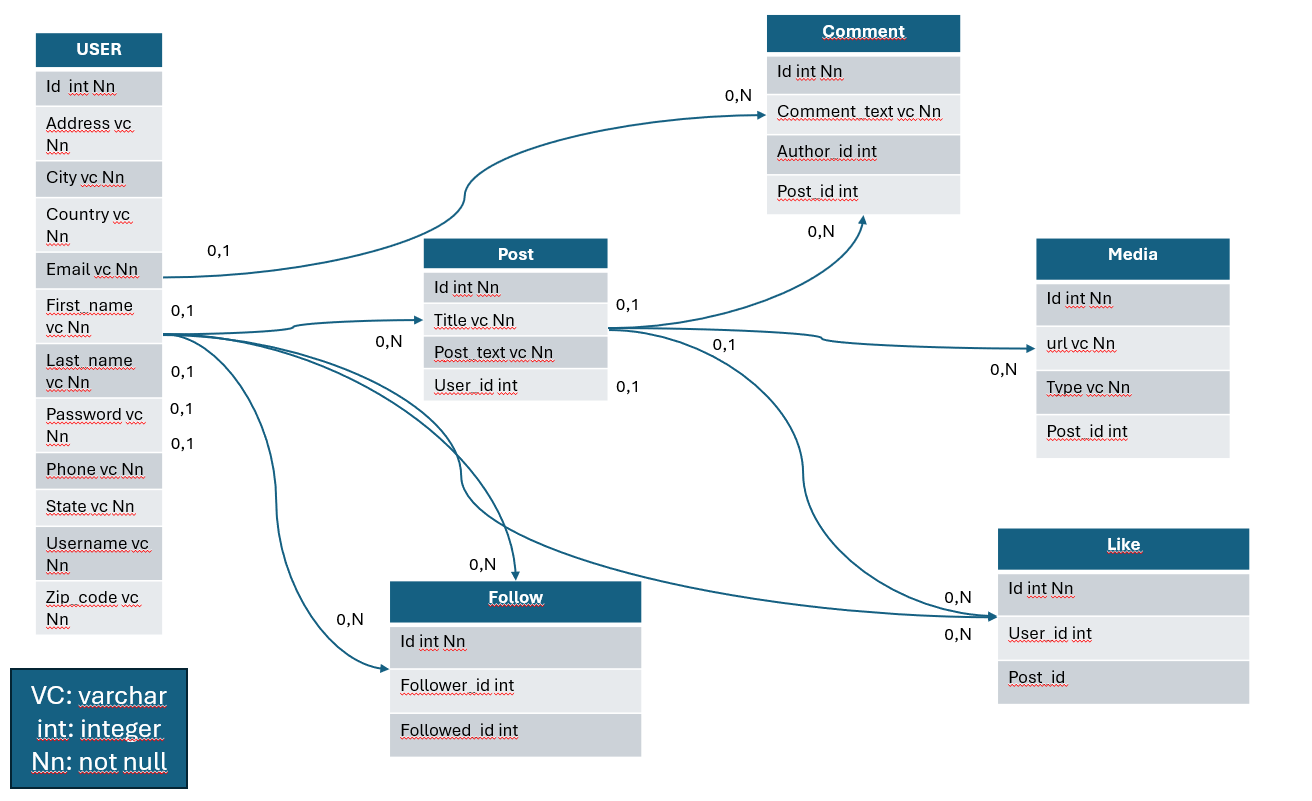 USER
Id  int Nn
Address vc
Nn
City vc Nn
Country vc
Nn
Email vc Nn
First_name
vc Nn
Last_name
vc Nn
Password vc
Nn
Phone vc Nn
State vc Nn
Username vc
Nn
Zip_code vc
Nn
0,1
0,1
0,1
0,1
0,1
VC: varchar
int: integer
Nn: not null
Post
Id int Nn
Title vc Nn
Post_text vc Nn
User_id int
0,N
0,1
0,1
0,1
Comment
Id int Nn
Comment_text vc Nn
Author_id int
Post_id int
0,N
0,N
Media
Id int Nn
url vc Nn
Type vc Nn
Post_id int
0,N
Follow
Id int Nn
Follower_id int
Followed_id int
0,N
0,N
Like
Id int Nn
User_id int
Post_id
0,N
0,N